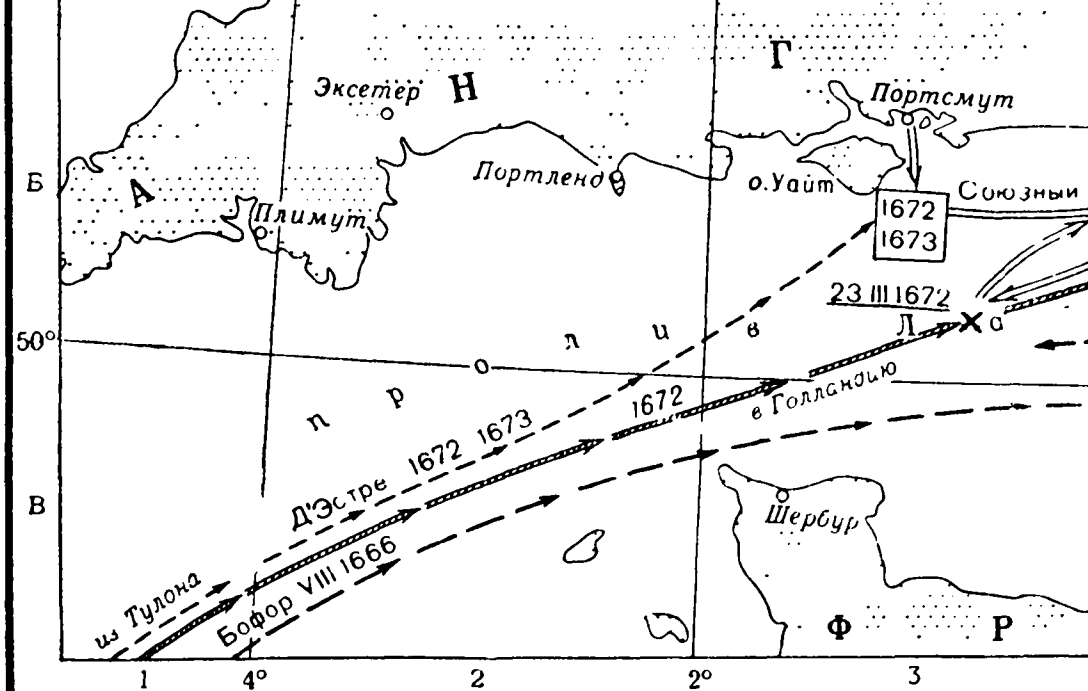 Г
Эксетер
Н
Портсмут
Б
А
Портленд
о.Уайт
Союзный
Плимут
1672
1673
23 III 1672
50°
п р о л и в
Л
а
в Голландию
1672
Д'Эстре 1672 1673
В
Шербур
из Тулона
Бофор VIII 1666
Ф Р
1 4° 2 2° 3